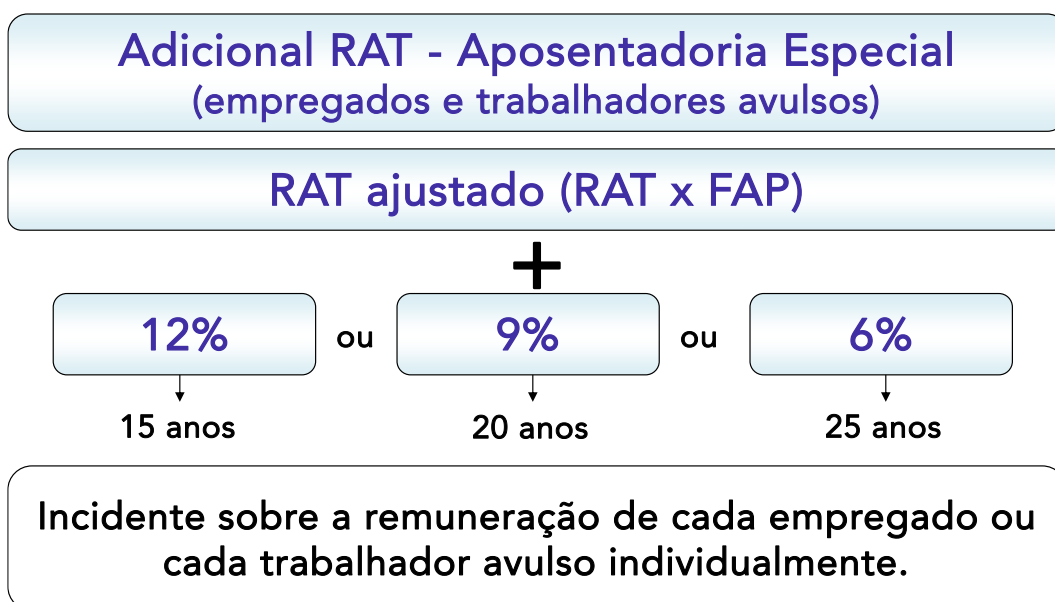 Adicional RAT - Aposentadoria Especial
(empregados e trabalhadores avulsos)
RAT ajustado (RAT x FAP)
+
12% ou 9% ou 6%
15 anos 20 anos 25 anos
Incidente sobre a remuneração de cada empregado ou
cada trabalhador avulso individualmente.